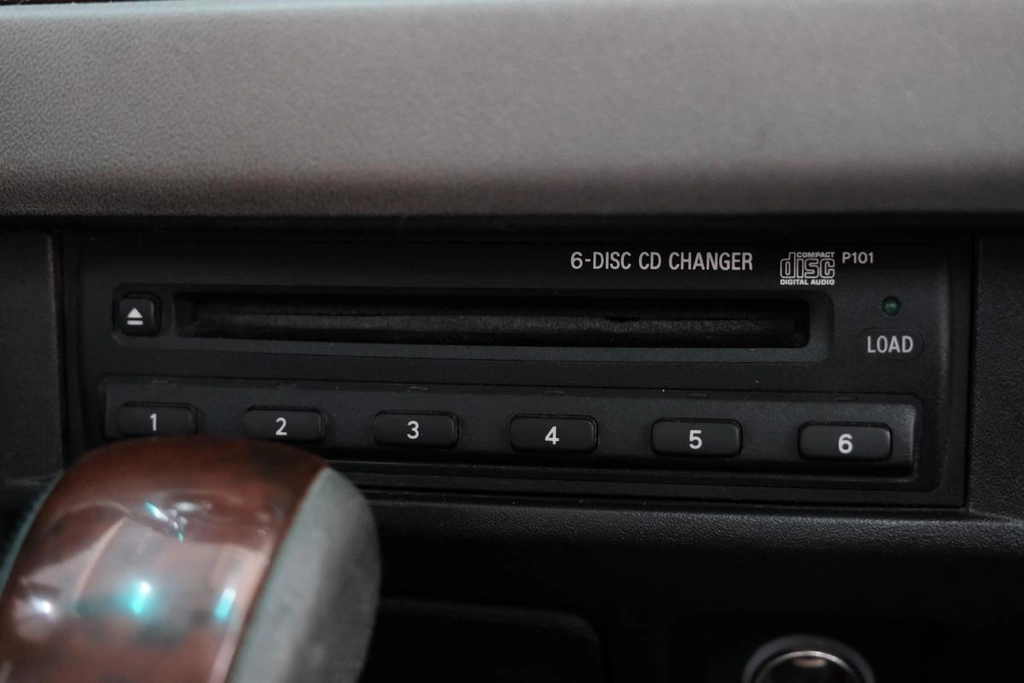 6-DISC CD CHANGER
COMPACT
disc
DIGITAL AUDIO
P101
LOAD
1 2 3 4 5 6